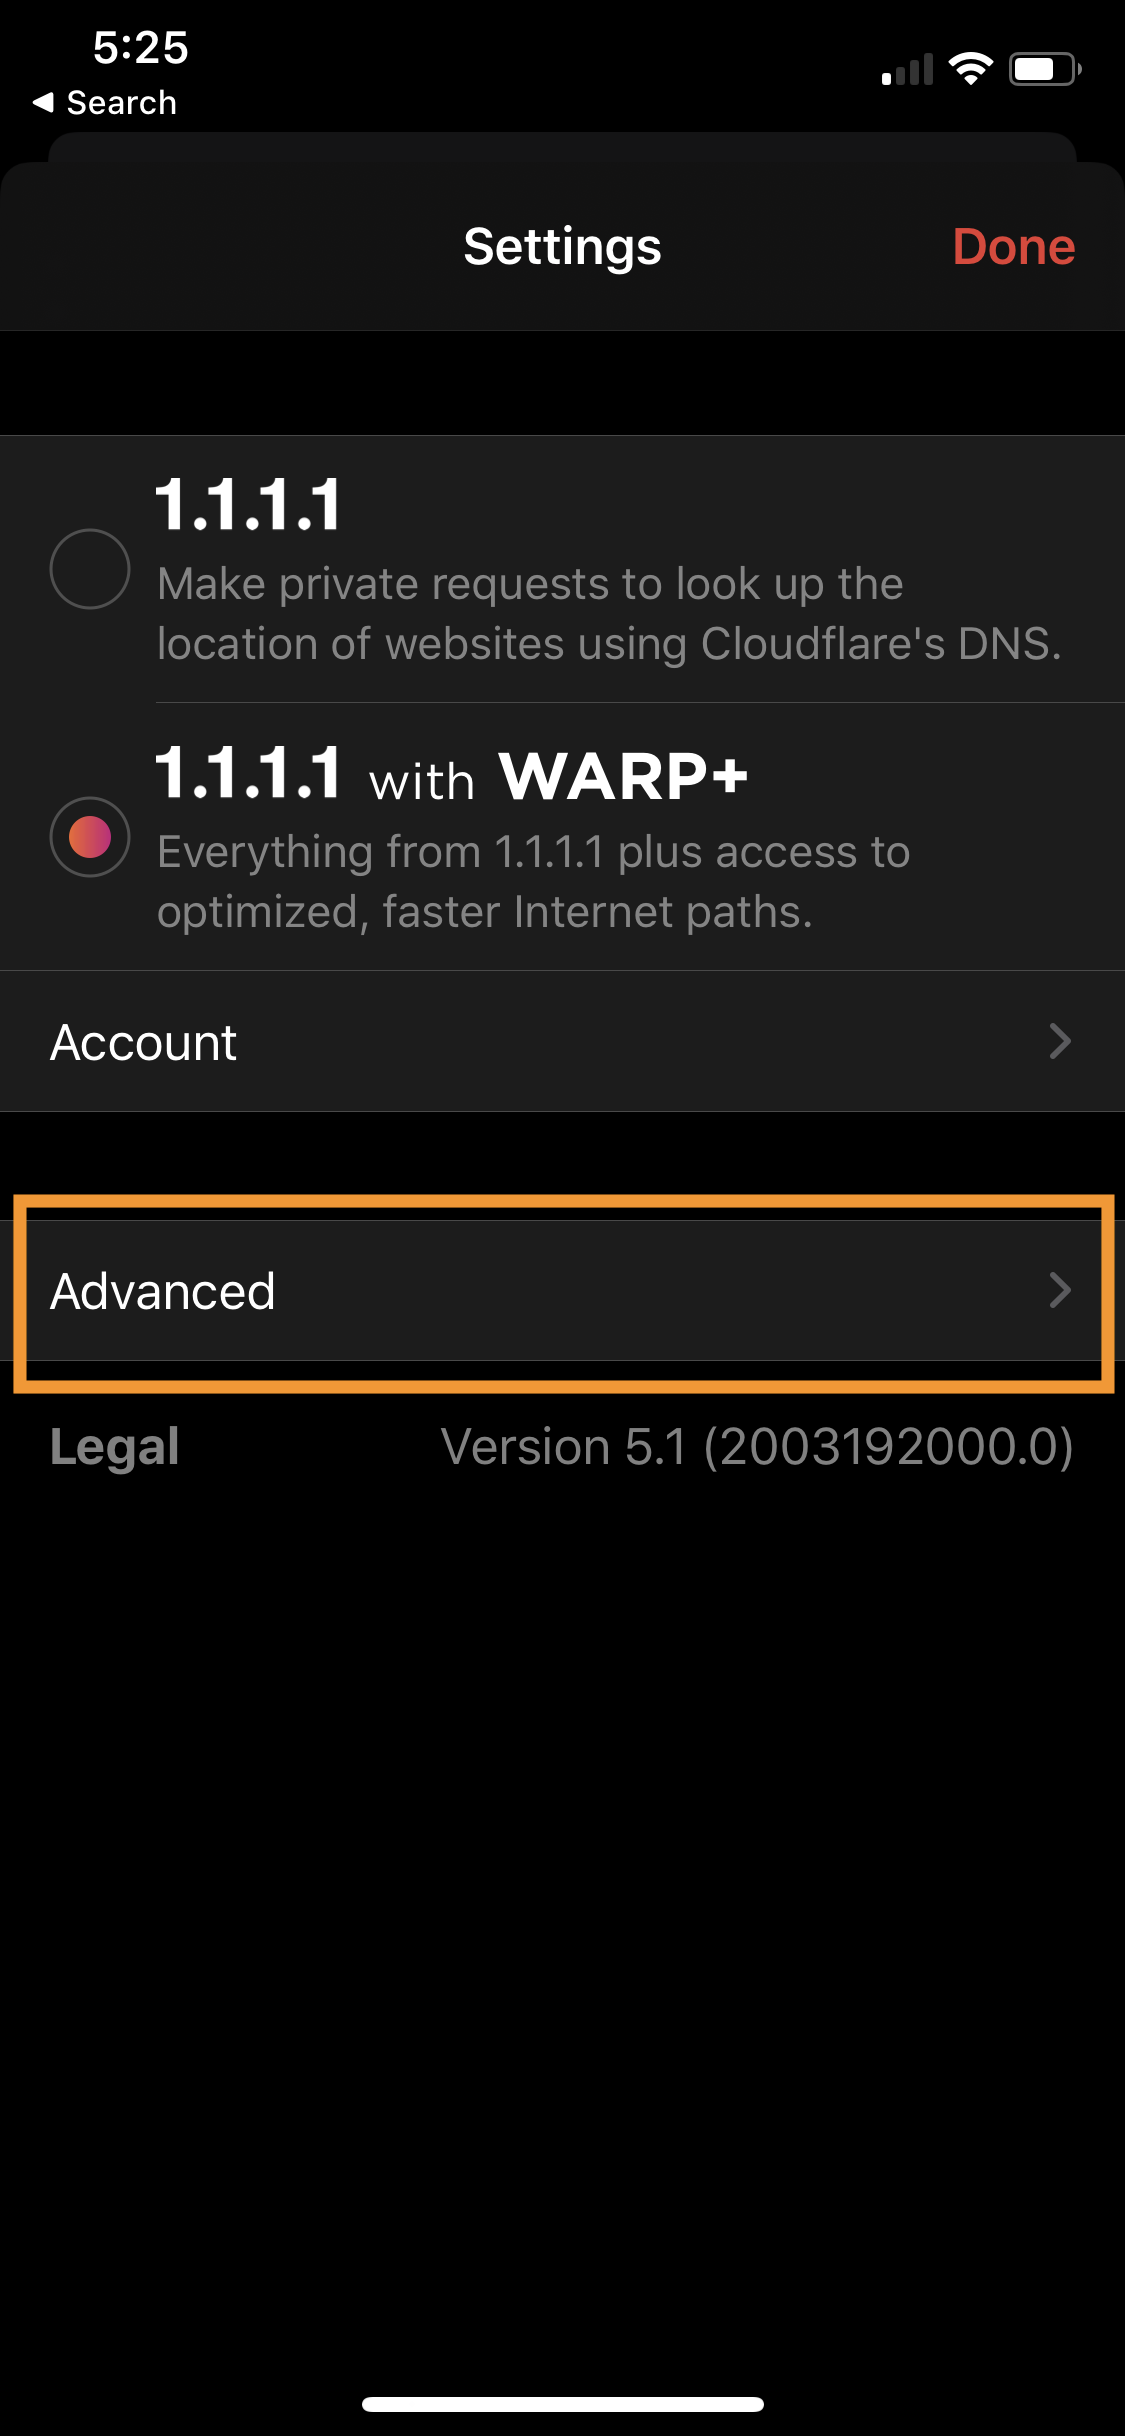 5:25
Search
Settings
Done
1.1.1.1
Make private requests to look up the
location of websites using Cloudflare's DNS.
1.1.1.1 with WARP+
Everything from 1.1.1.1 plus access to
optimized, faster Internet paths.
Account
Advanced
Legal
Version 5.1 (2003192000.0)